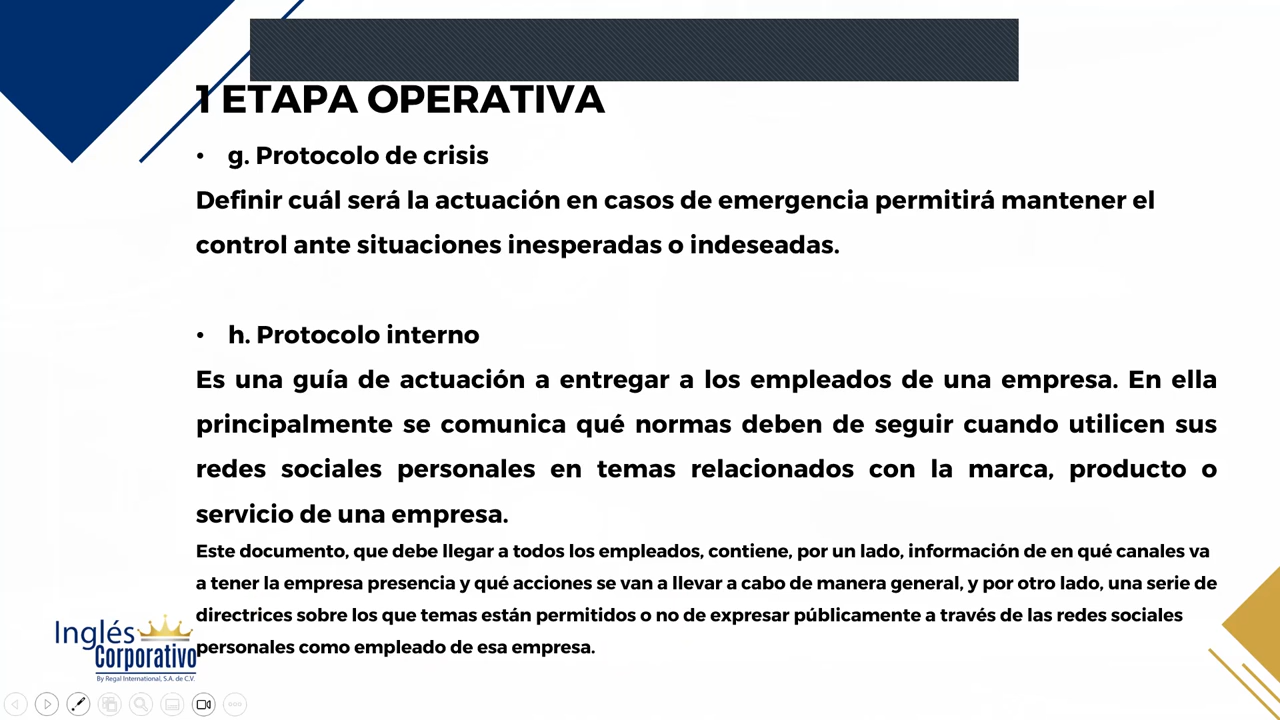 1 ETAPA OPERATIVA
• g. Protocolo de crisis
Definir cuál será la actuación en casos de emergencia permitirá mantener el
control ante situaciones inesperadas o indeseadas.
• h. Protocolo interno
Es una guía de actuación a entregar a los empleados de una empresa. En ella
principalmente se comunica qué normas deben de seguir cuando utilicen sus
redes sociales personales en temas relacionados con la marca, producto o
servicio de una empresa.
Este documento, que debe llegar a todos los empleados, contiene, por un lado, información de en qué canales va
a tener la empresa presencia y qué acciones se van a llevar a cabo de manera general, y por otro lado, una serie de
directrices sobre los que temas están permitidos o no de expresar públicamente a través de las redes sociales
personales como empleado de esa empresa.
Inglés
Corporativo
By Regal International, S.A. de C.V.